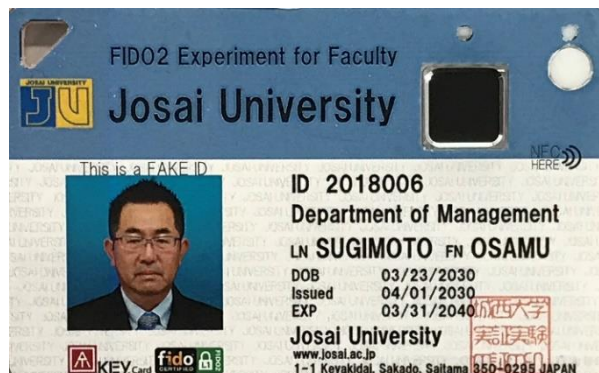 FIDO2 Experiment for Faculty
JOSAI UNIVERSITY
JU
Josai University
NFC
HERE
This is a FAKE ID
ID 2018006
Department of Management
LN SUGIMOTO FN OSAMU
DOB 03/23/2030
Issued 04/01/2030
EXP 03/31/2040
城西大学
実証実験
Josai University
www.josai.ac.jp
1-1 Keyakidai, Sakado, Saitama 350-0295 JAPAN
KEY Card
fido CERTIFIED FIDO2